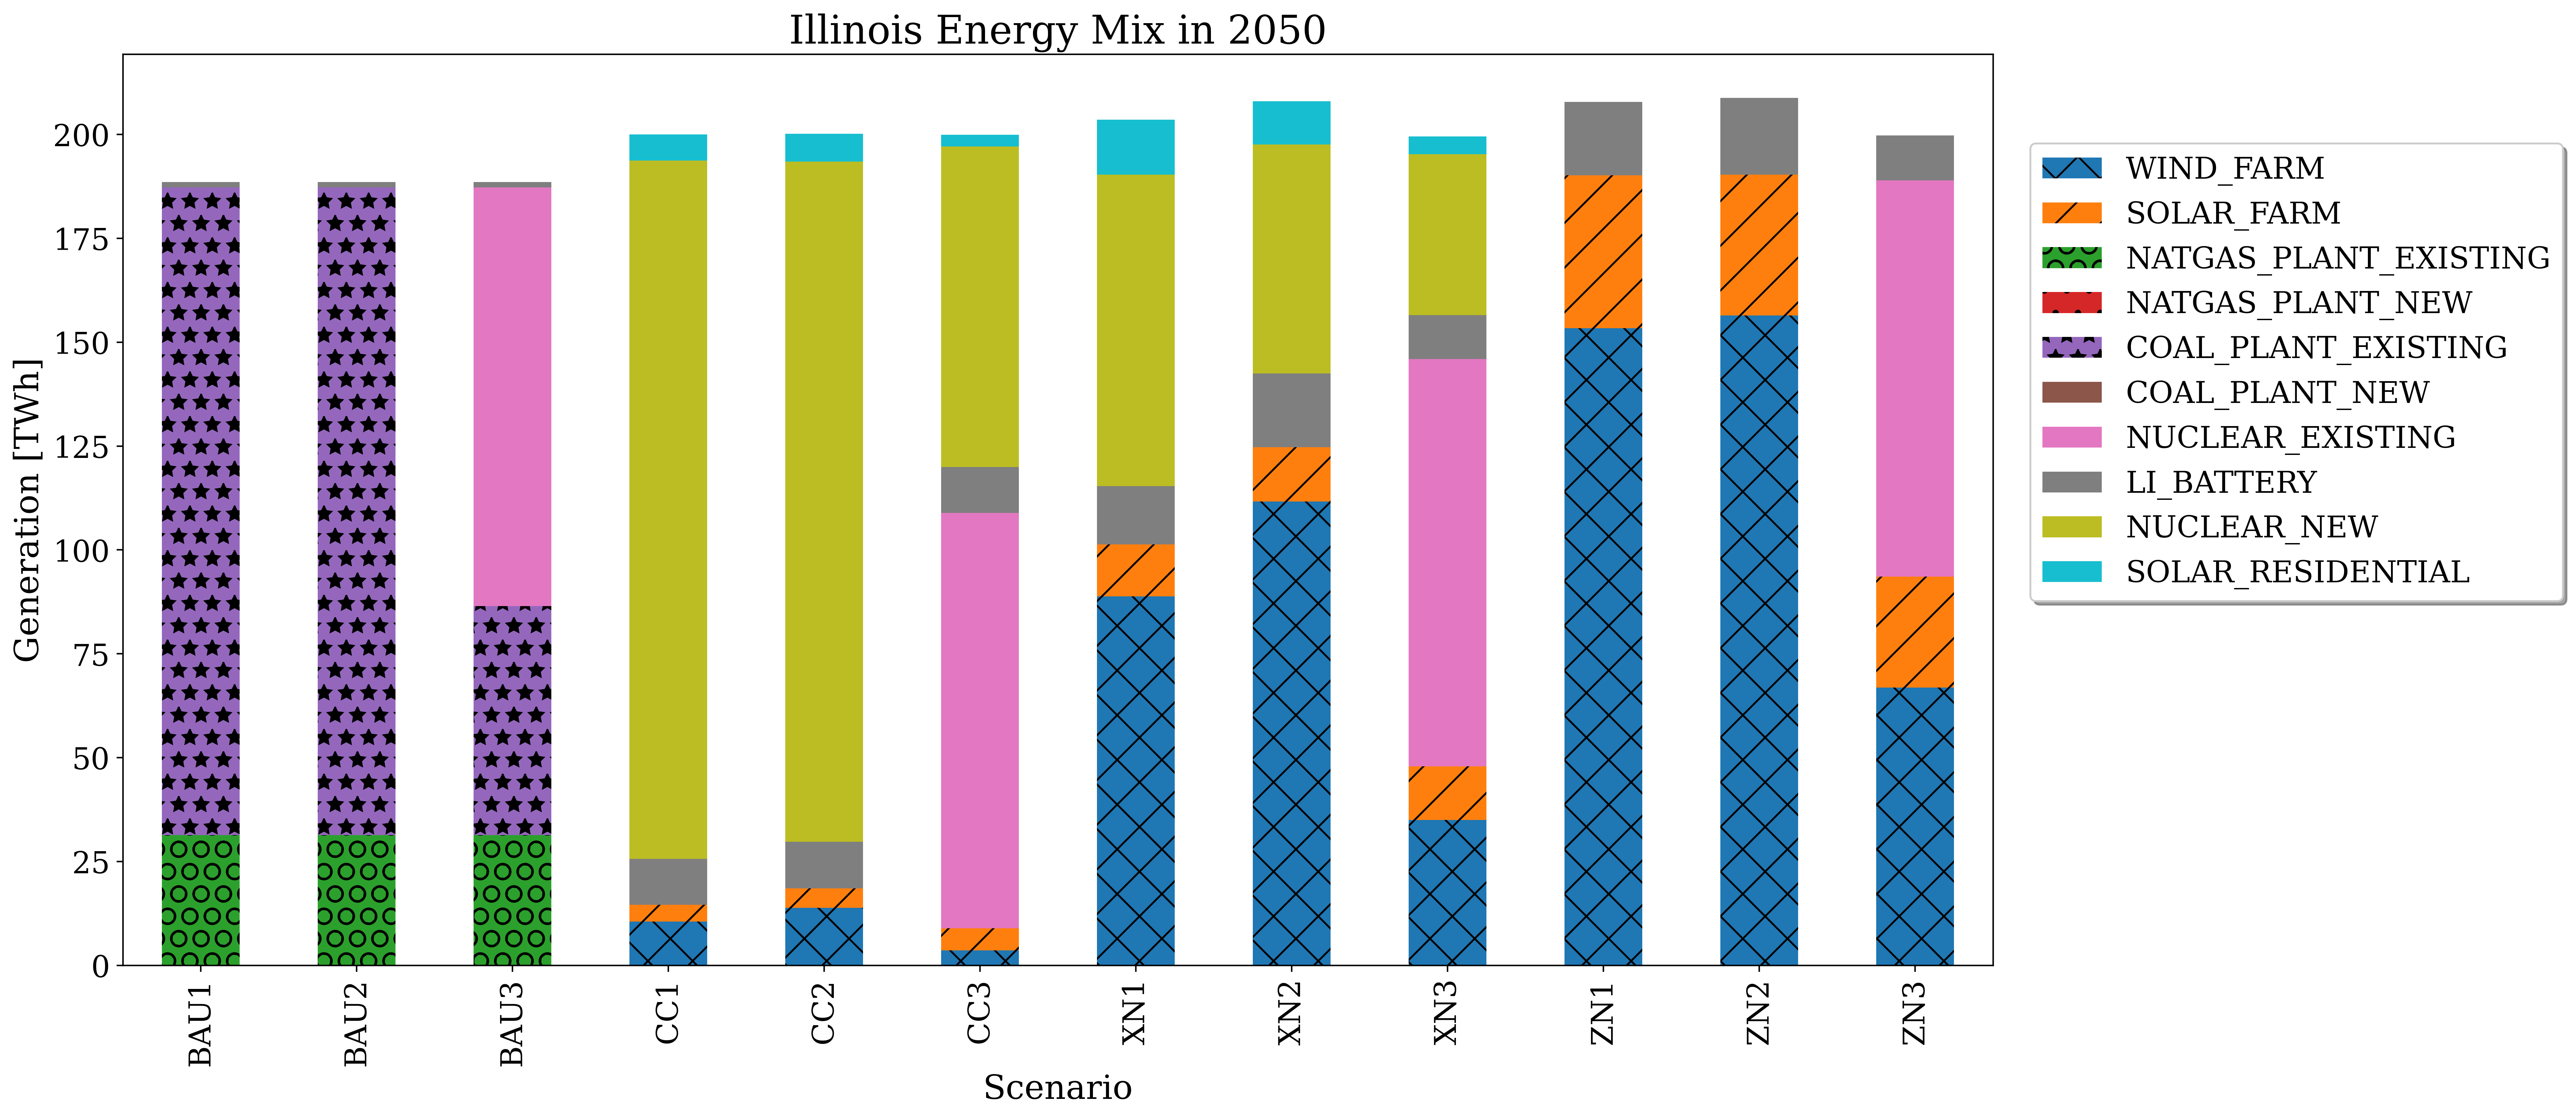 Illinois Energy Mix in 2050
Generation [TWh]
200
175
150
125
100
75
50
25
0
BAU1
BAU2
BAU3
CC1
CC2
CC3
XN1
XN2
XN3
ZN1
ZN2
ZN3
Scenario
WIND_FARM
SOLAR_FARM
NATGAS_PLANT_EXISTING
NATGAS_PLANT_NEW
COAL_PLANT_EXISTING
COAL_PLANT_NEW
NUCLEAR_EXISTING
LI_BATTERY
NUCLEAR_NEW
SOLAR_RESIDENTIAL